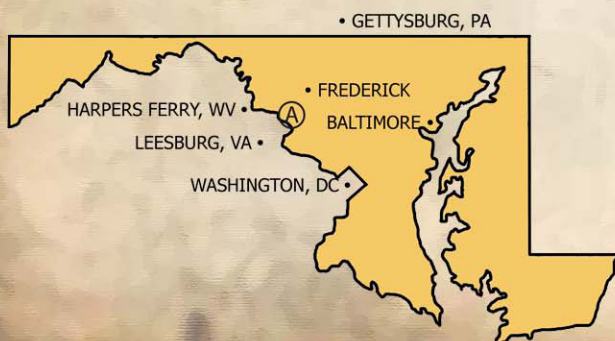 GETTYSBURG, PA
FREDERICK
HARPERS FERRY, WV
A
BALTIMORE
LEESBURG, VA
WASHINGTON, DC